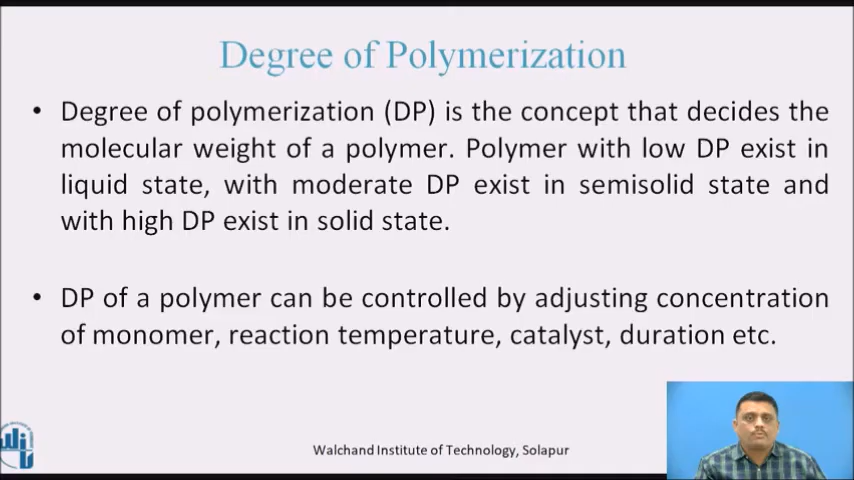 Degree of Polymerization
• Degree of polymerization (DP) is the concept that decides the
molecular weight of a polymer. Polymer with low DP exist in
liquid state, with moderate DP exist in semisolid state and
with high DP exist in solid state.
• DP of a polymer can be controlled by adjusting concentration
of monomer, reaction temperature, catalyst, duration etc.
Walchand Institute of Technology, Solapur